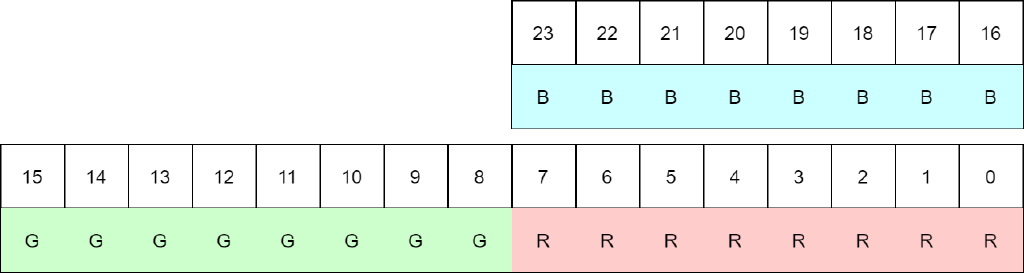 23 22 21 20 19 18 17 16
B B B B B B B B
15 14 13 12 11 10 9 8 7 6 5 4 3 2 1 0
G G G G G G G G R R R R R R R R